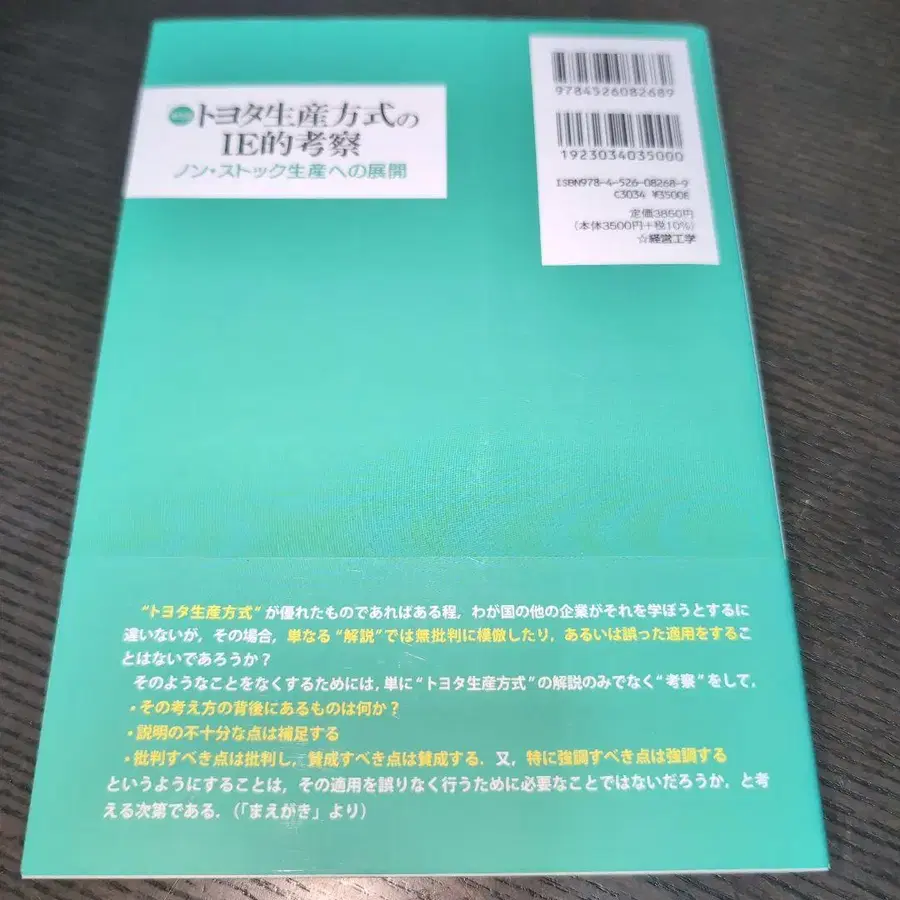 トヨタ生産方式の
IE的考察
ノン・ストック生産への展開
9784526082689
1923034035000
ISBN978-4-526-08268-9
C3034 ¥3500E
定価3850円
(本体3500円+税10%)
☆経営工学
“トヨタ生産方式”が優れたものであればある程，わが国の他の企業がそれを学ぼうとするに
違いないが，その場合，単なる“解説”では無批判に模倣したり，あるいは誤った適用をするこ
とはないであろうか？
そのようなことをなくするためには，単に“トヨタ生産方式”の解説のみでなく“考察”をして，
・その考え方の背後にあるものは何か？
・説明の不十分な点は補足する
・批判すべき点は批判し，賛成すべき点は賛成する．又，特に強調すべき点は強調する
というようにすることは，その適用を誤りなく行うために必要なことではないだろうか．と考
える次第である．（「まえがき」より）